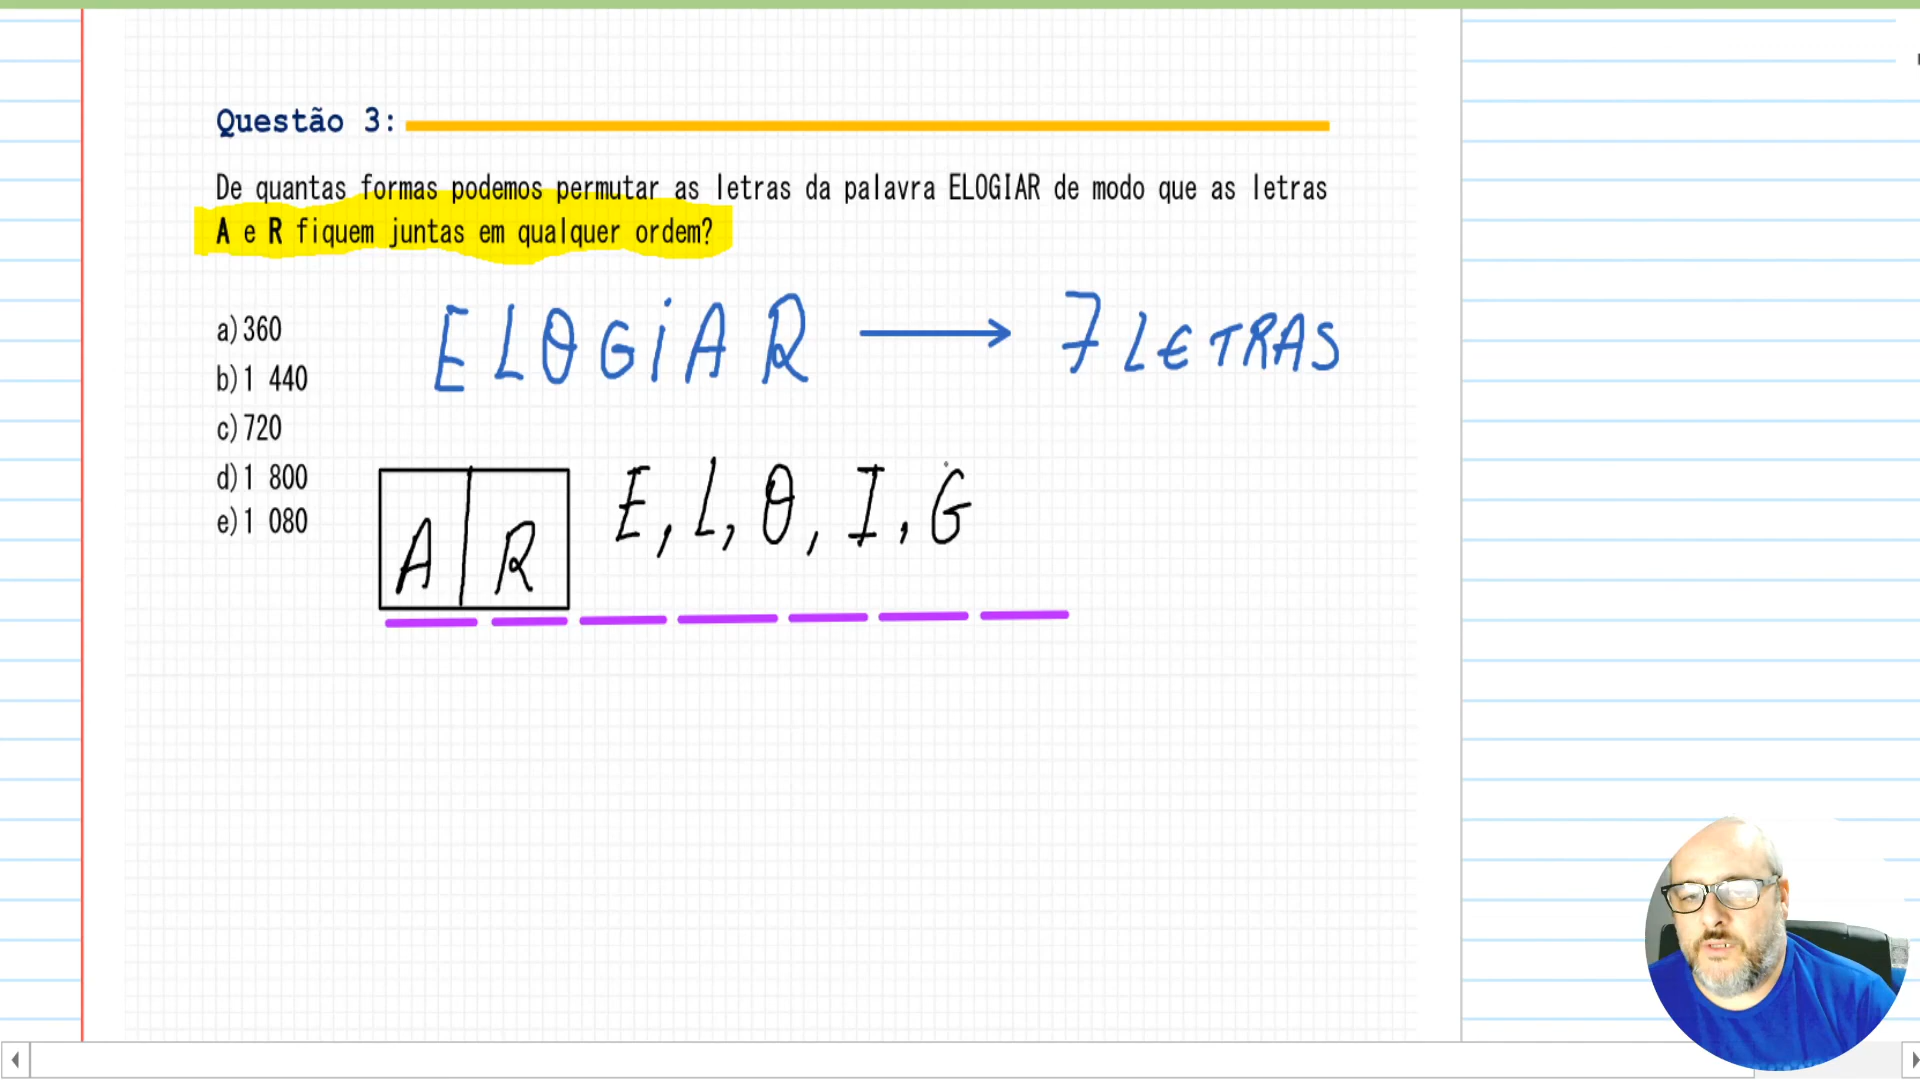 Questão 3:
De quantas formas podemos permutar as letras da palavra ELOGIAR de modo que as letras
A e R fiquem juntas em qualquer ordem?
a) 360
b) 1 440
c) 720
d) 1 800
e) 1 080
ELOGiAR → 7 LETRAS
A | R E, L, O, I, G